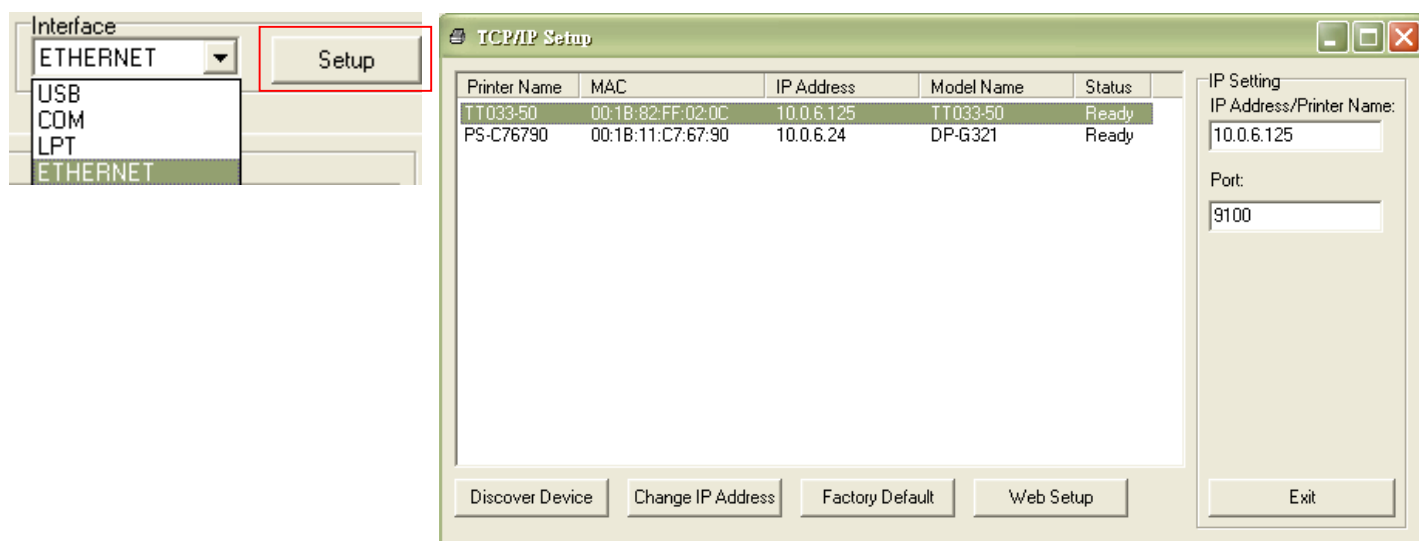 Interface
ETHERNET
Setup
USB
COM
LPT
ETHERNET
TCP/IP Setup
Printer Name MAC IP Address Model Name Status
TT033-50 00:1B:82:FF:02:0C 10.0.6.125 TT033-50 Ready
PS-C76790 00:1B:11:C7:67:90 10.0.6.24 DP-G321 Ready
IP Setting
IP Address/Printer Name:
10.0.6.125
Port:
9100
Discover Device Change IP Address Factory Default Web Setup Exit